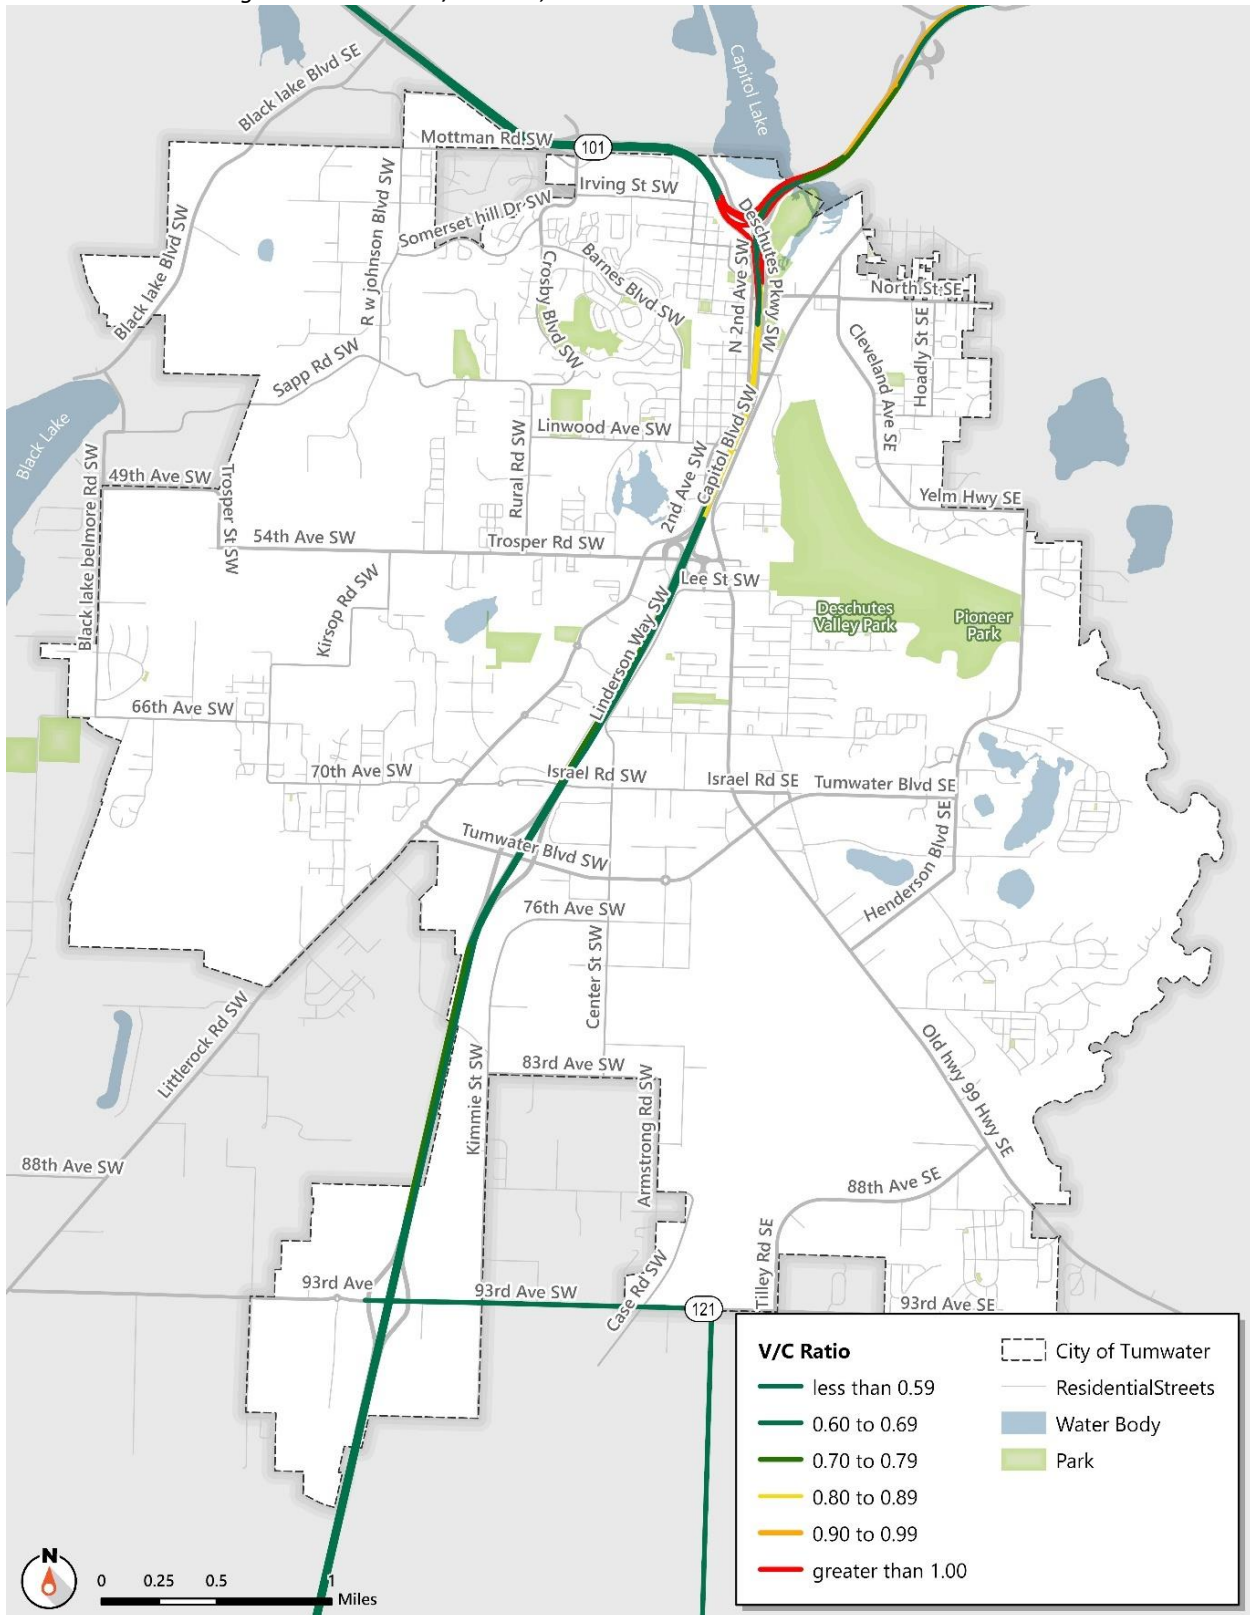 Black lake Blvd SE
Capitol Lake
Mottman Rd SW
101
Irving St SW
Somerset hill Dr SW
R w johnson Blvd SW
Black lake Blvd SW
Black lake Blvd SW
Deschutes Pkwy SW
N 2nd Ave SW
Barnes Blvd SW
Crosby Blvd SW
North St SE
Hoadly St SE
Cleveland Ave SE
Sapp Rd SW
Black Lake
Linwood Ave SW
Rural Rd SW
Capitol Blvd SW
2nd Ave SW
49th Ave SW
Trosper St SW
Yelm Hwy SE
54th Ave SW
Trosper Rd SW
Black lake belmore Rd SW
Kirsop Rd SW
Lee St SW
Deschutes
Valley Park
Pioneer
Park
Linderson Way SW
66th Ave SW
70th Ave SW
Israel Rd SW
Israel Rd SE
Tumwater Blvd SE
Tumwater Blvd SW
Henderson Blvd SE
76th Ave SW
Center St SW
Littlerock Rd SW
Kimmie St SW
83rd Ave SW
Armstrong Rd SW
Old hwy 99 Hwy SE
88th Ave SW
88th Ave SE
Tilley Rd SE
93rd Ave
93rd Ave SW
Case Rd SW
121
93rd Ave SE
V/C Ratio
less than 0.59
0.60 to 0.69
0.70 to 0.79
0.80 to 0.89
0.90 to 0.99
greater than 1.00
City of Tumwater
ResidentialStreets
Water Body
Park
N
0 0.25 0.5 1
Miles